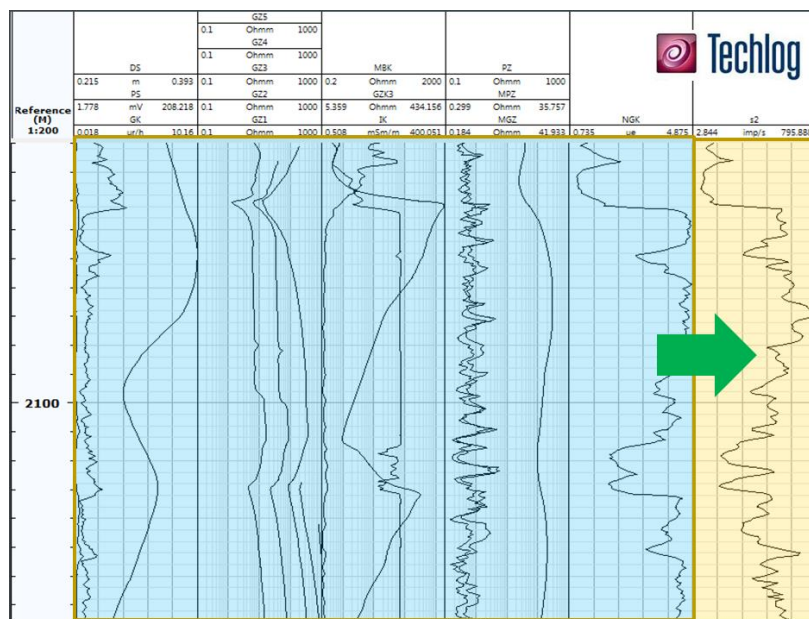 GZ5
0.1 Ohmm 1000
GZ4
0.1 Ohmm 1000
DS GZ3 MBK PZ
0.215 m 0.393 0.1 Ohmm 1000 0.2 Ohmm 2000 0.1 Ohmm 1000
PS GZ2 GZK3 MPZ
1.778 mV 208.218 0.1 Ohmm 1000 5.359 Ohmm 434.156 0.299 Ohmm 35.757
GK GZ1 IK MGZ NGK s2
0.018 ur/h 10.16 0.1 Ohmm 1000 0.508 mSm/m 400.051 0.184 Ohmm 41.933 0.735 ue 4.875 2.844 imp/s
Techlog
Reference
(M)
1:200
2100